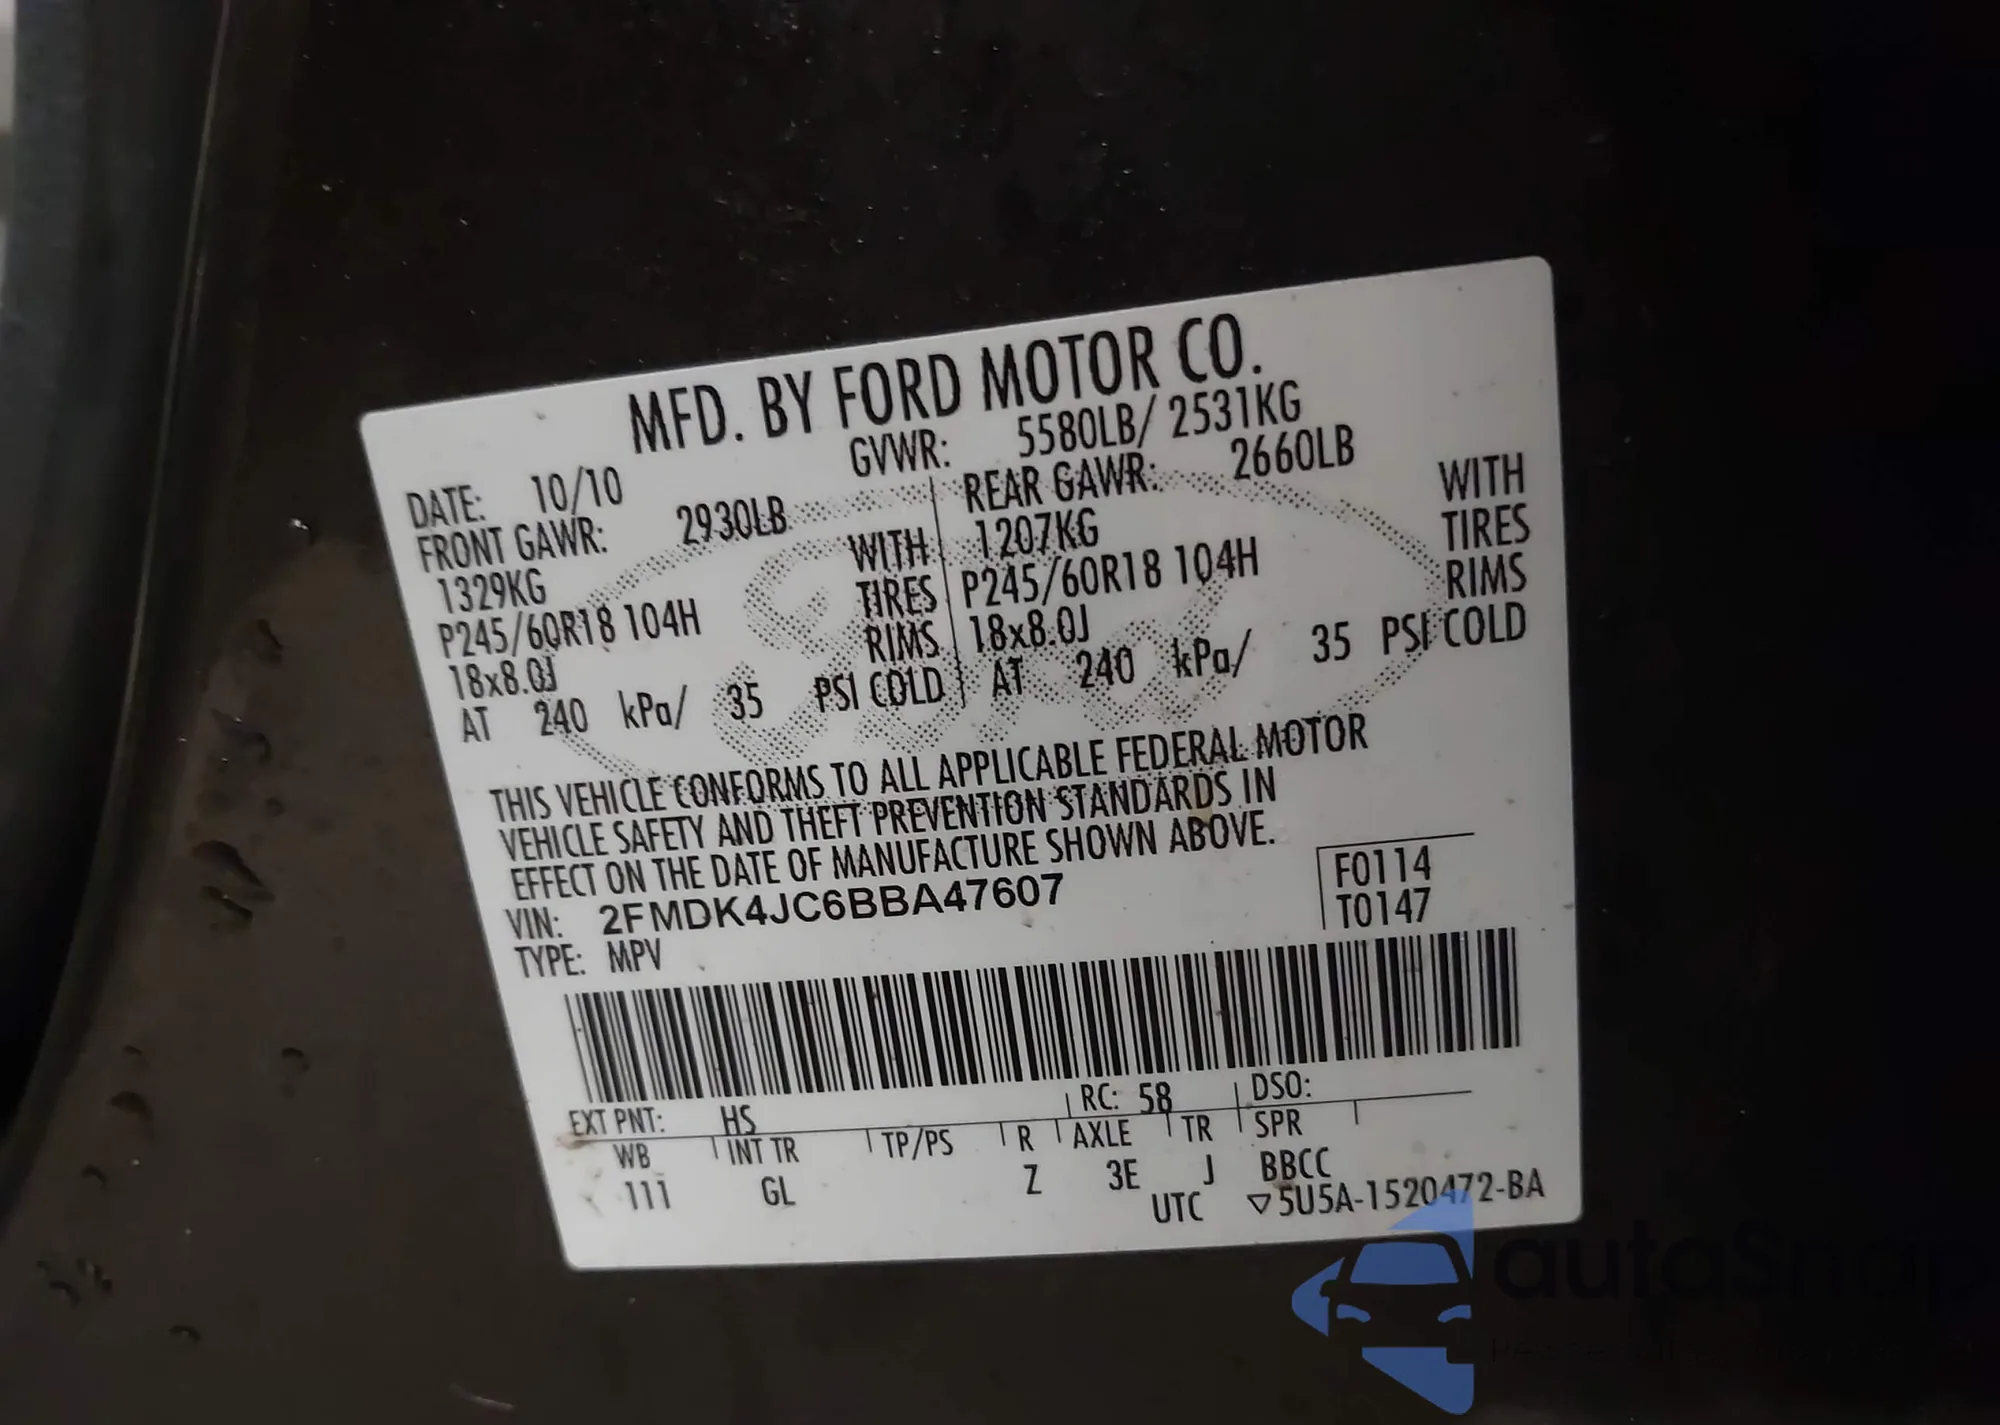 MFD. BY FORD MOTOR CO.
DATE: 10/10 GVWR: 5580LB/ 2531KG
FRONT GAWR: 2930LB REAR GAWR: 2660LB
1329KG WITH 1207KG WITH
P245/60R18 104H TIRES P245/60R18 104H TIRES
18x8.0J RIMS 18x8.0J RIMS
AT 240 kPa/ 35 PSI COLD AT 240 kPa/ 35 PSI COLD
THIS VEHICLE CONFORMS TO ALL APPLICABLE FEDERAL MOTOR
VEHICLE SAFETY AND THEFT PREVENTION STANDARDS IN
EFFECT ON THE DATE OF MANUFACTURE SHOWN ABOVE.
VIN: 2FMDK4JC6BBA47607 F0114
TYPE: MPV T0147
EXT PNT: HS RC: 58 DSO:
WB INT TR TP/PS R AXLE TR SPR
111 GL Z 3E J BBCC
UTC ▽5U5A-1520472-BA
autoSnap